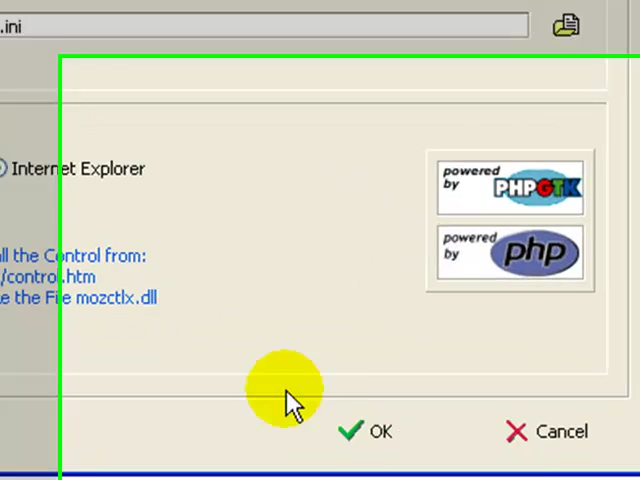 .ini
Internet Explorer
powered
by PHPGTK
powered
by php
all the Control from:
/control.htm
e the File mozctlx.dll
OK
Cancel